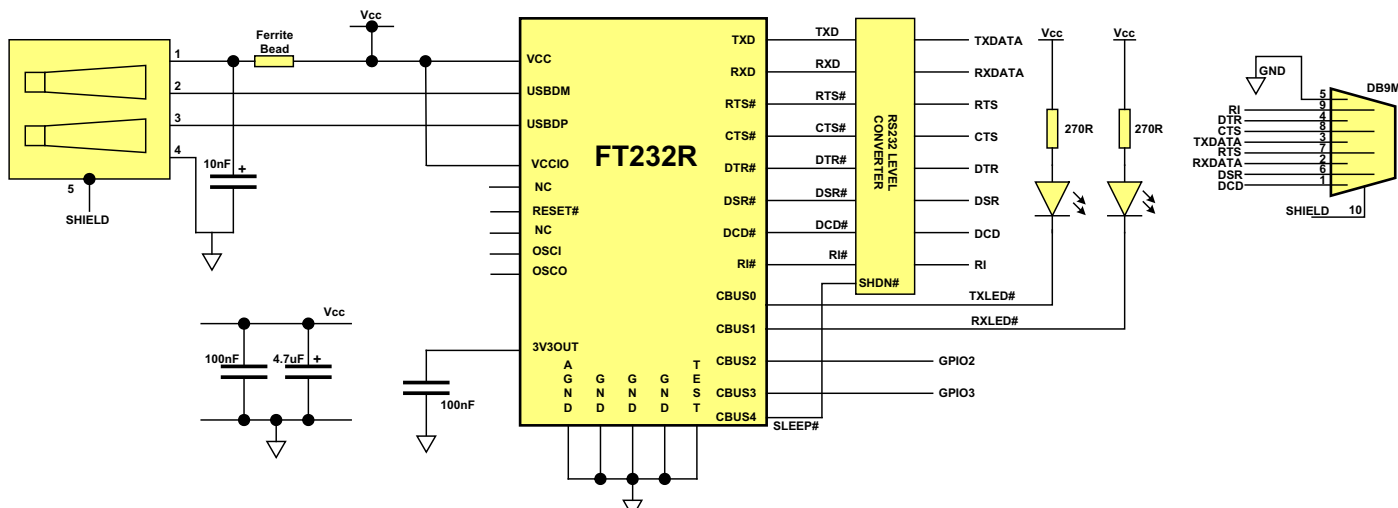 Vcc
Ferrite
Bead
1
2
3
4
5
SHIELD
10nF
+
FT232R
VCC
USBDM
USBDP
VCCIO
NC
RESET#
NC
OSCI
OSCO
3V3OUT
AGND
GND
GND
GND
TEST
TXD
RXD
RTS#
CTS#
DTR#
DSR#
DCD#
RI#
CBUS0
CBUS1
CBUS2
CBUS3
CBUS4
TXD
RXD
RTS#
CTS#
DTR#
DSR#
DCD#
RI#
RS232 LEVEL
CONVERTER
SHDN#
TXDATA
RXDATA
RTS
CTS
DTR
DSR
DCD
RI
TXLED#
RXLED#
GPIO2
GPIO3
SLEEP#
Vcc
Vcc
270R
270R
GND
DB9M
5
RI 9
DTR 4
CTS 8
TXDATA 3
RTS 7
RXDATA 2
DSR 6
DCD 1
SHIELD 10
Vcc
100nF
4.7uF +
100nF